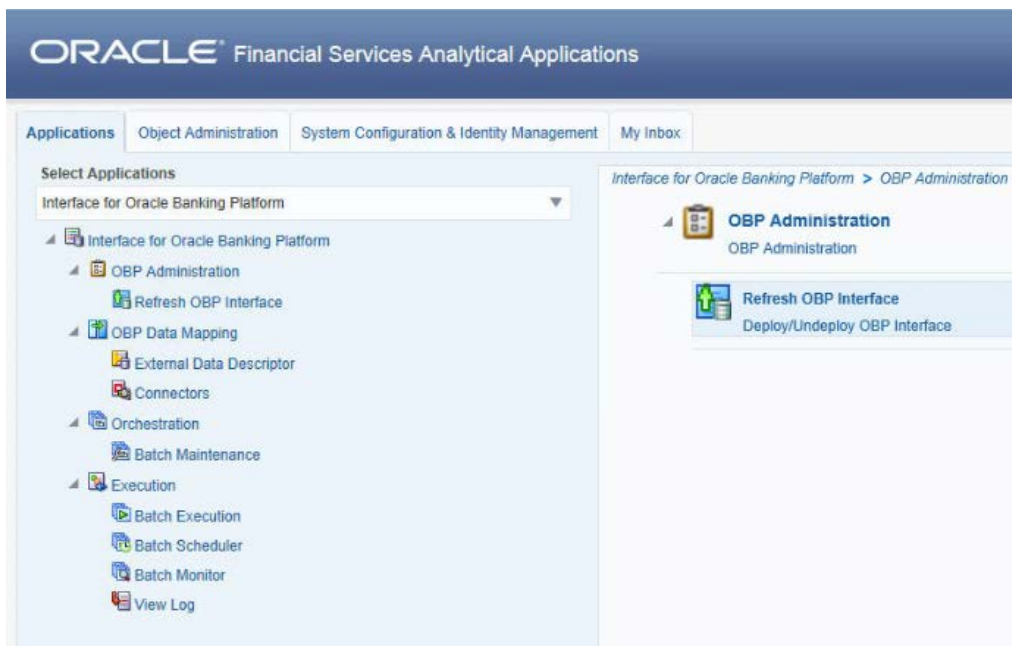 ORACLE Financial Services Analytical Applications
Applications Object Administration System Configuration & Identity Management My Inbox
Select Applications
Interface for Oracle Banking Platform
Interface for Oracle Banking Platform
OBP Administration
Refresh OBP Interface
OBP Data Mapping
External Data Descriptor
Connectors
Orchestration
Batch Maintenance
Execution
Batch Execution
Batch Scheduler
Batch Monitor
View Log
Interface for Oracle Banking Platform > OBP Administration
OBP Administration
OBP Administration
Refresh OBP Interface
Deploy/Undeploy OBP Interface